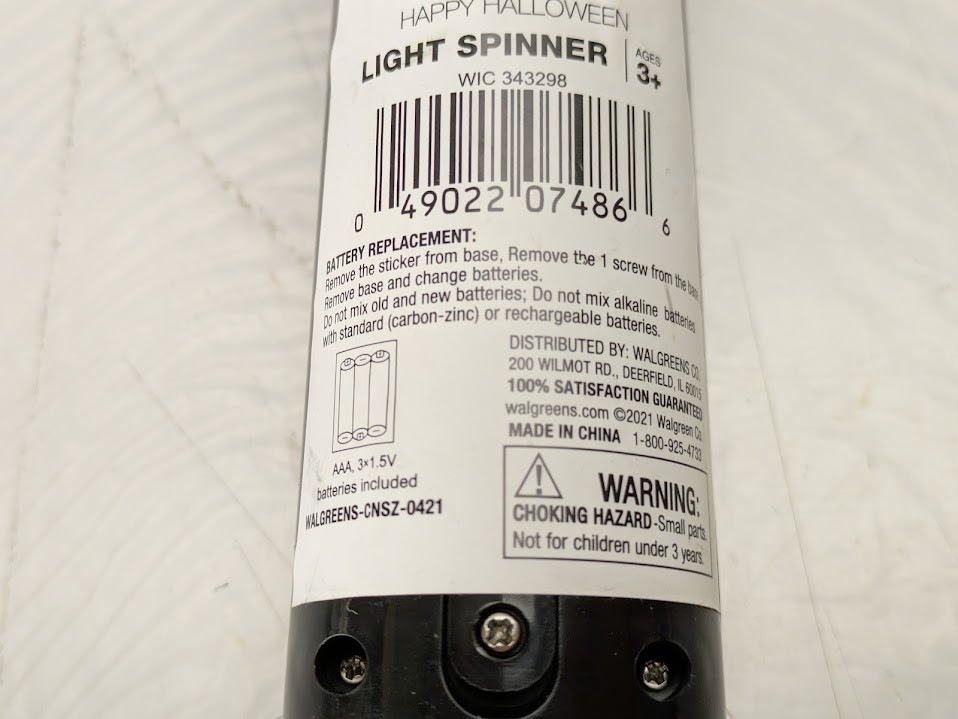 HAPPY HALLOWEEN
LIGHT SPINNER
AGES
3+
WIC 343298
0 49022 07486 6
BATTERY REPLACEMENT:
Remove the sticker from base, Remove the 1 screw from the base
Remove base and change batteries.
Do not mix old and new batteries; Do not mix alkaline batteries
with standard (carbon-zinc) or rechargeable batteries.
DISTRIBUTED BY: WALGREENS CO.
200 WILMOT RD., DEERFIELD, IL 60015
100% SATISFACTION GUARANTEED
walgreens.com ©2021 Walgreen Co.
MADE IN CHINA 1-800-925-4733
AAA, 3×1.5V
batteries included
WALGREENS-CNSZ-0421
WARNING:
CHOKING HAZARD-Small parts.
Not for children under 3 years.